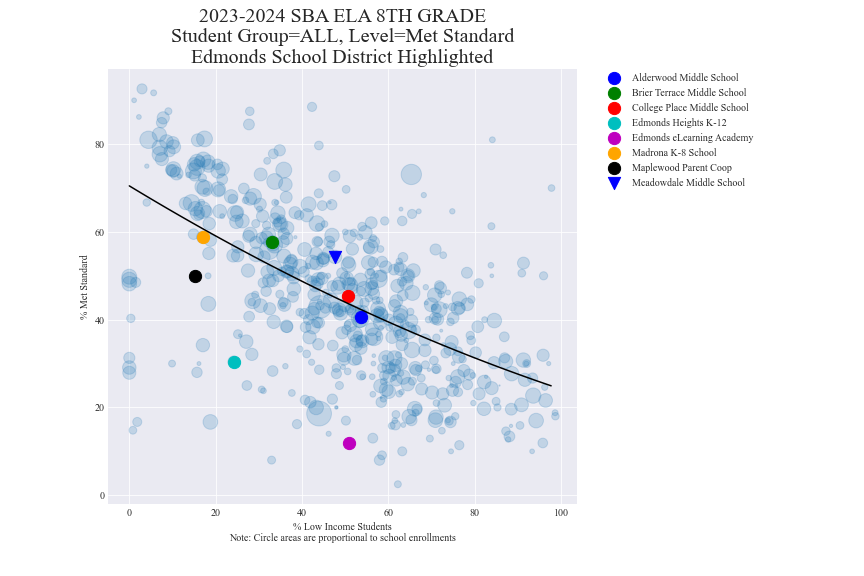 2023-2024 SBA ELA 8TH GRADE
Student Group=ALL, Level=Met Standard
Edmonds School District Highlighted
Alderwood Middle School
Brier Terrace Middle School
College Place Middle School
Edmonds Heights K-12
Edmonds eLearning Academy
Madrona K-8 School
Maplewood Parent Coop
Meadowdale Middle School
% Met Standard
80
60
40
20
0
0 20 40 60 80 100
% Low Income Students
Note: Circle areas are proportional to school enrollments